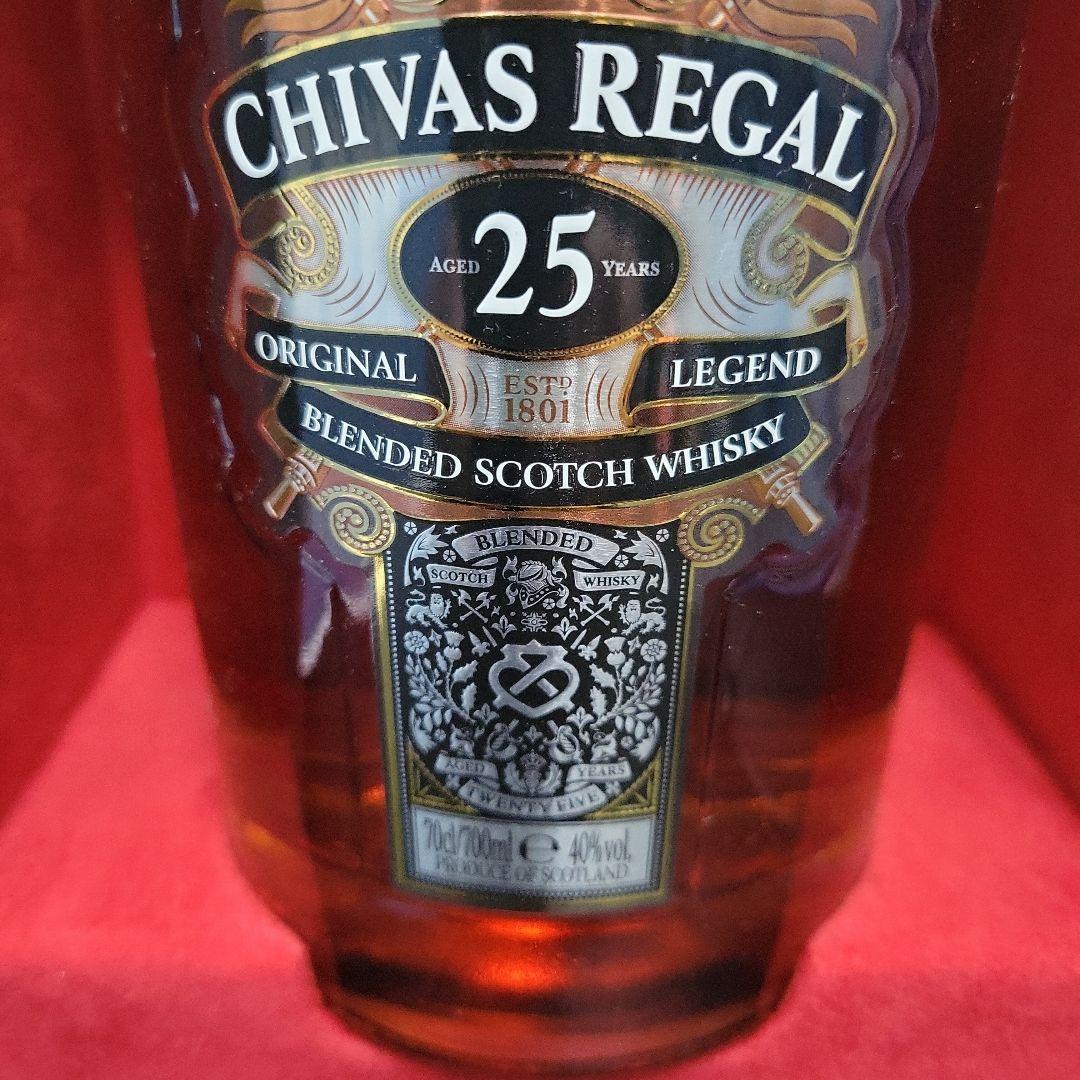 CHIVAS REGAL
AGED 25 YEARS
ORIGINAL LEGEND
ESTD. 1801
BLENDED SCOTCH WHISKY
BLENDED
SCOTCH WHISKY
AGED YEARS
TWENTY FIVE
70cl/700ml e 40%vol.
PRODUCE OF SCOTLAND